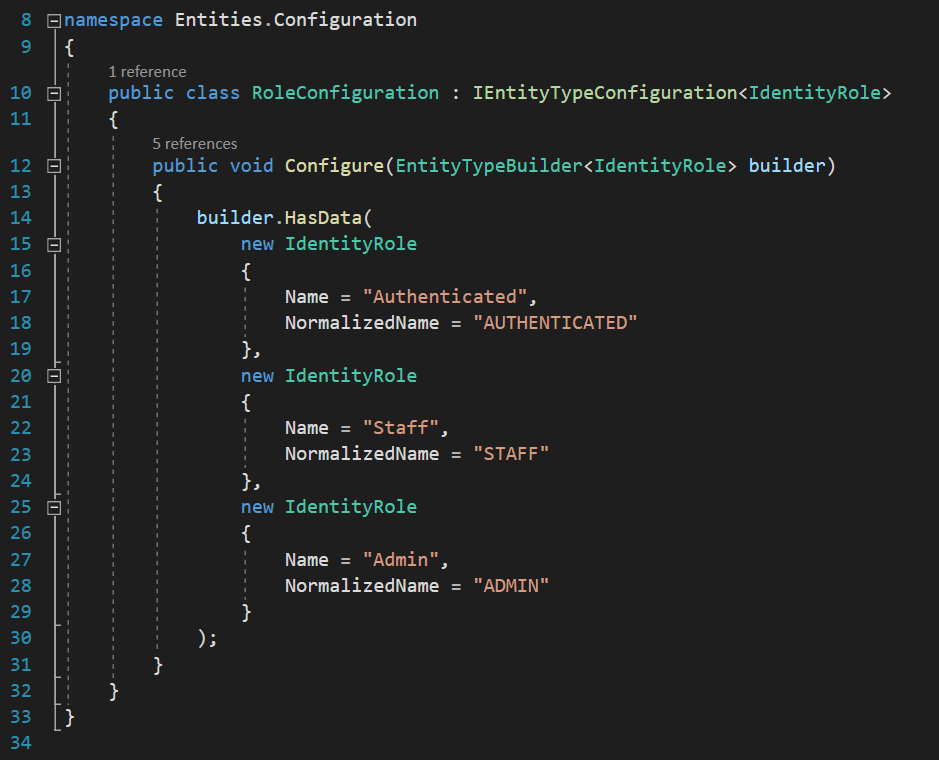 8 namespace Entities.Configuration
9 {
1 reference
10 public class RoleConfiguration : IEntityTypeConfiguration<IdentityRole>
11 {
5 references
12 public void Configure(EntityTypeBuilder<IdentityRole> builder)
13 {
14 builder.HasData(
15 new IdentityRole
16 {
17 Name = "Authenticated",
18 NormalizedName = "AUTHENTICATED"
19 },
20 new IdentityRole
21 {
22 Name = "Staff",
23 NormalizedName = "STAFF"
24 },
25 new IdentityRole
26 {
27 Name = "Admin",
28 NormalizedName = "ADMIN"
29 }
30 );
31 }
32 }
33 }
34